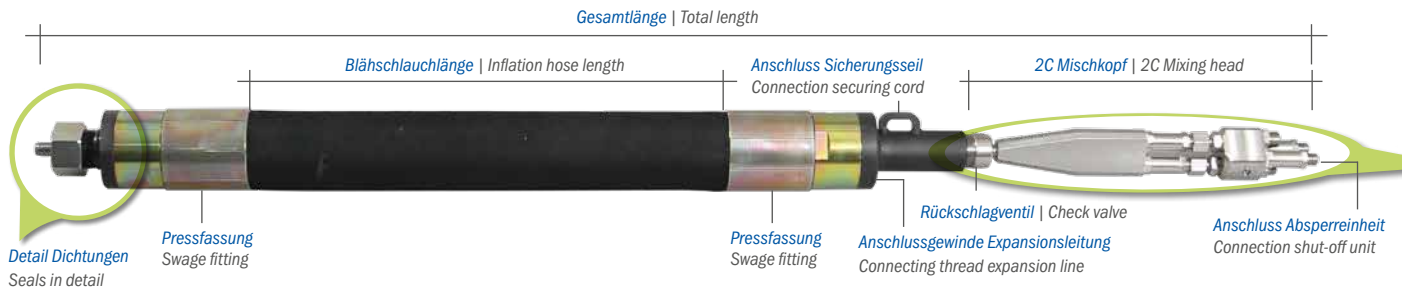 Gesamtlänge | Total length
Blähschlauchlänge | Inflation hose length
Anschluss Sicherungsseil
Connection securing cord
2C Mischkopf | 2C Mixing head
Detail Dichtungen
Seals in detail
Pressfassung
Swage fitting
Pressfassung
Swage fitting
Rückschlagventil | Check valve
Anschlussgewinde Expansionsleitung
Connecting thread expansion line
Anschluss Absperreinheit
Connection shut-off unit